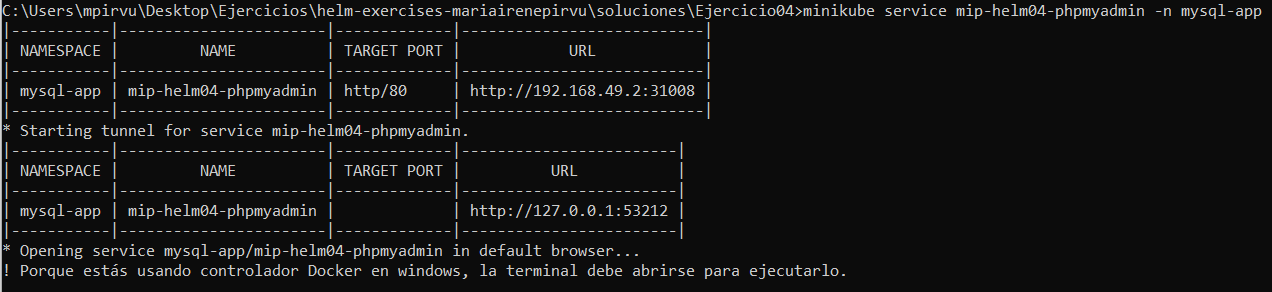 C:\Users\mpirvu\Desktop\Ejercicios\helm-exercises-mariairenepirvu\soluciones\Ejercicio04>minikube service mip-helm04-phpmyadmin -n mysql-app
|-----------|-----------------------|-------------|---------------------------|
| NAMESPACE |         NAME          | TARGET PORT |            URL            |
|-----------|-----------------------|-------------|---------------------------|
| mysql-app | mip-helm04-phpmyadmin | http/80     | http://192.168.49.2:31008 |
|-----------|-----------------------|-------------|---------------------------|
* Starting tunnel for service mip-helm04-phpmyadmin.
|-----------|-----------------------|-------------|------------------------|
| NAMESPACE |         NAME          | TARGET PORT |          URL           |
|-----------|-----------------------|-------------|------------------------|
| mysql-app | mip-helm04-phpmyadmin |             | http://127.0.0.1:53212 |
|-----------|-----------------------|-------------|------------------------|
* Opening service mysql-app/mip-helm04-phpmyadmin in default browser...
! Porque estás usando controlador Docker en windows, la terminal debe abrirse para ejecutarlo.